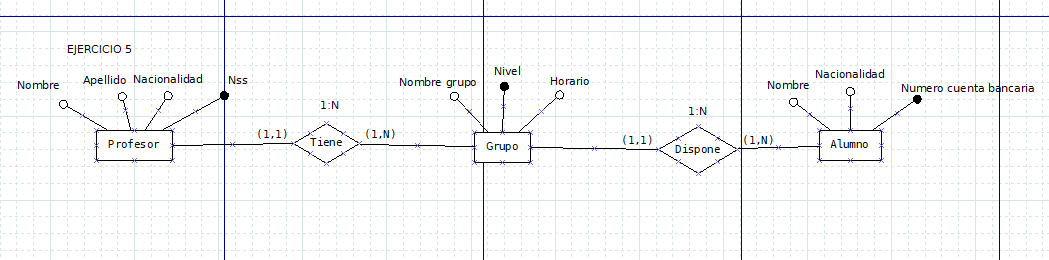 EJERCICIO 5
Nombre
Apellido
Nacionalidad
Nss
Profesor
(1,1)
1:N
Tiene
(1,N)
Nombre grupo
Nivel
Horario
Grupo
(1,1)
1:N
Dispone
(1,N)
Nombre
Nacionalidad
Numero cuenta bancaria
Alumno